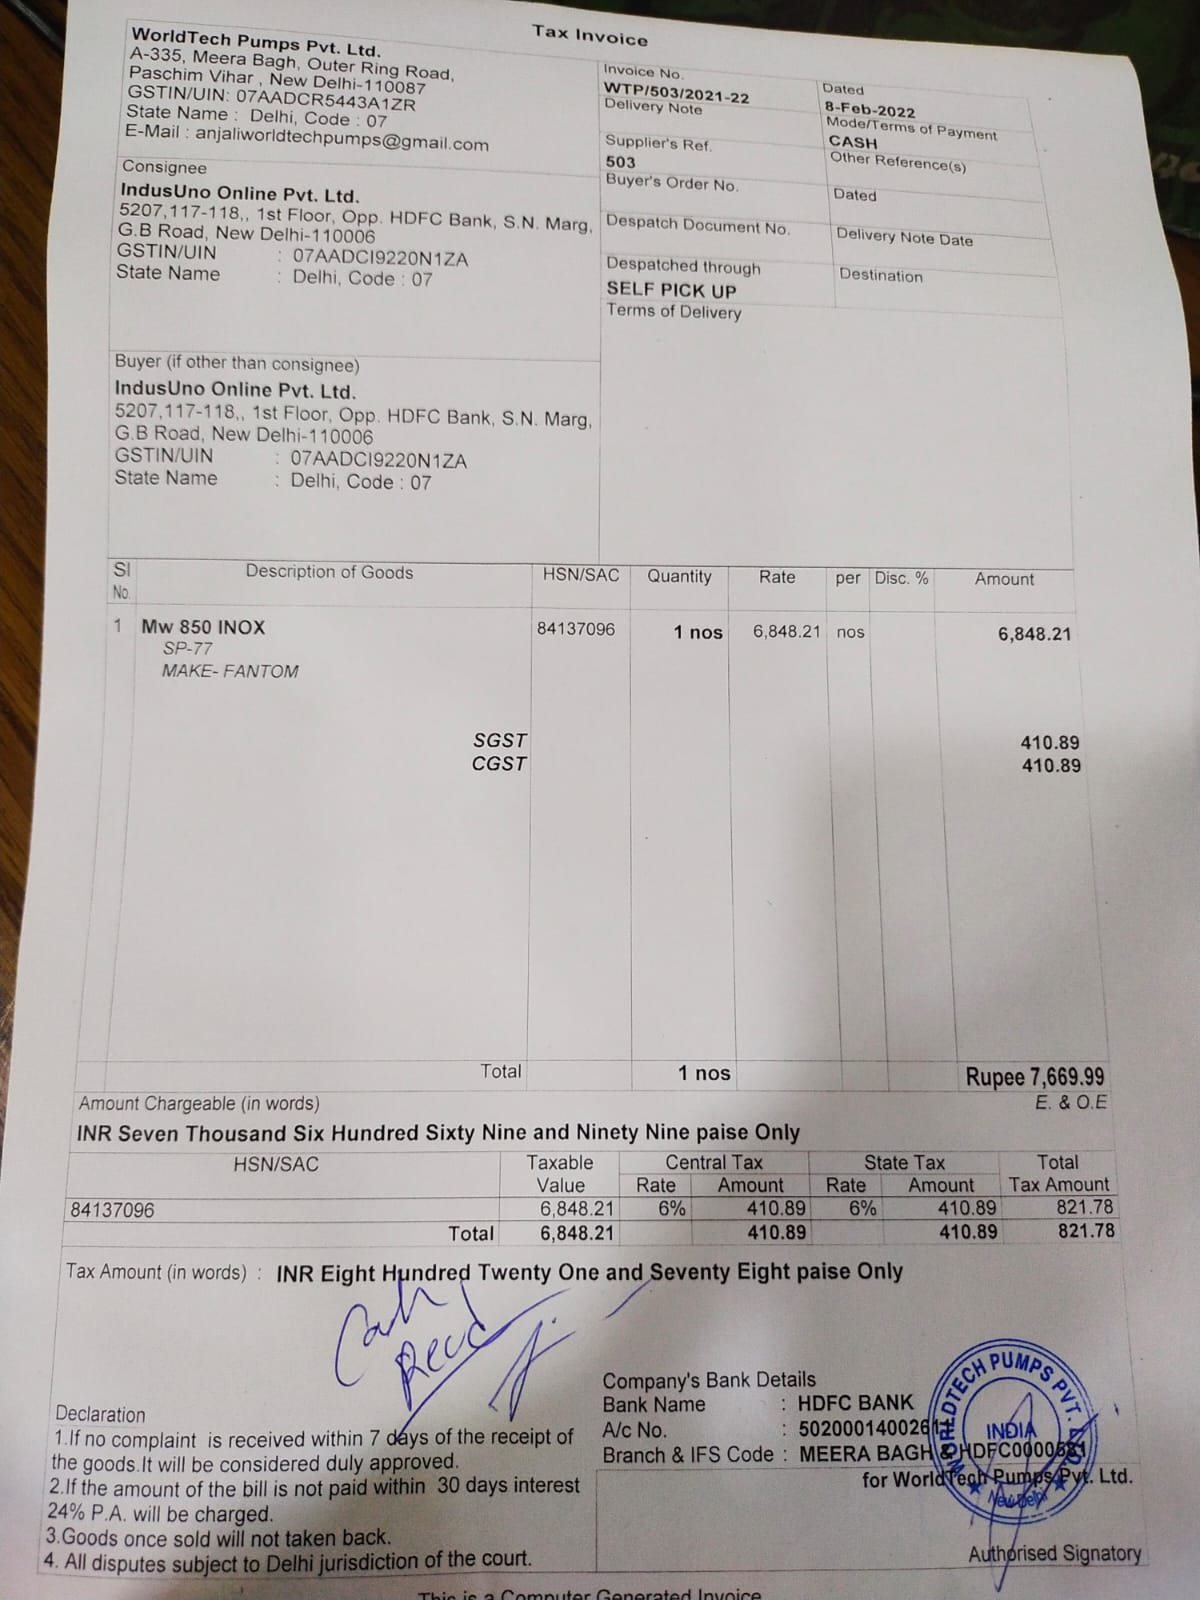 Tax Invoice
WorldTech Pumps Pvt. Ltd.
A-335, Meera Bagh, Outer Ring Road,
Paschim Vihar , New Delhi-110087
GSTIN/UIN: 07AADCR5443A1ZR
State Name : Delhi, Code : 07
E-Mail : anjaliworldtechpumps@gmail.com
Invoice No.
WTP/503/2021-22
Dated
8-Feb-2022
Delivery Note
Mode/Terms of Payment
CASH
Supplier's Ref.
503
Other Reference(s)
Buyer's Order No.
Dated
Despatch Document No.
Delivery Note Date
Despatched through
SELF PICK UP
Destination
Terms of Delivery
Consignee
IndusUno Online Pvt. Ltd.
5207,117-118,, 1st Floor, Opp. HDFC Bank, S.N. Marg,
G.B Road, New Delhi-110006
GSTIN/UIN : 07AADCI9220N1ZA
State Name : Delhi, Code : 07
Buyer (if other than consignee)
IndusUno Online Pvt. Ltd.
5207,117-118,, 1st Floor, Opp. HDFC Bank, S.N. Marg,
G.B Road, New Delhi-110006
GSTIN/UIN : 07AADCI9220N1ZA
State Name : Delhi, Code : 07
Sl No. Description of Goods HSN/SAC Quantity Rate per Disc. % Amount
1 Mw 850 INOX 84137096 1 nos 6,848.21 nos 6,848.21
SP-77
MAKE- FANTOM
SGST 410.89
CGST 410.89
Total 1 nos Rupee 7,669.99
Amount Chargeable (in words) E. & O.E
INR Seven Thousand Six Hundred Sixty Nine and Ninety Nine paise Only
HSN/SAC Taxable Central Tax State Tax Total
Value Rate Amount Rate Amount Tax Amount
84137096 6,848.21 6% 410.89 6% 410.89 821.78
Total 6,848.21 410.89 410.89 821.78
Tax Amount (in words) : INR Eight Hundred Twenty One and Seventy Eight paise Only
Cash
Recd
Company's Bank Details
Bank Name : HDFC BANK
A/c No. :
Branch & IFS Code : MEERA BAGH &
for WorldTech Pumps Pvt. Ltd.
WORLDTECH PUMPS PVT. LTD.
INDIA
New Delhi
Authorised Signatory
Declaration
1.If no complaint is received within 7 days of the receipt of
the goods.It will be considered duly approved.
2.If the amount of the bill is not paid within 30 days interest
24% P.A. will be charged.
3.Goods once sold will not taken back.
4. All disputes subject to Delhi jurisdiction of the court.
This is a Computer Generated Invoice